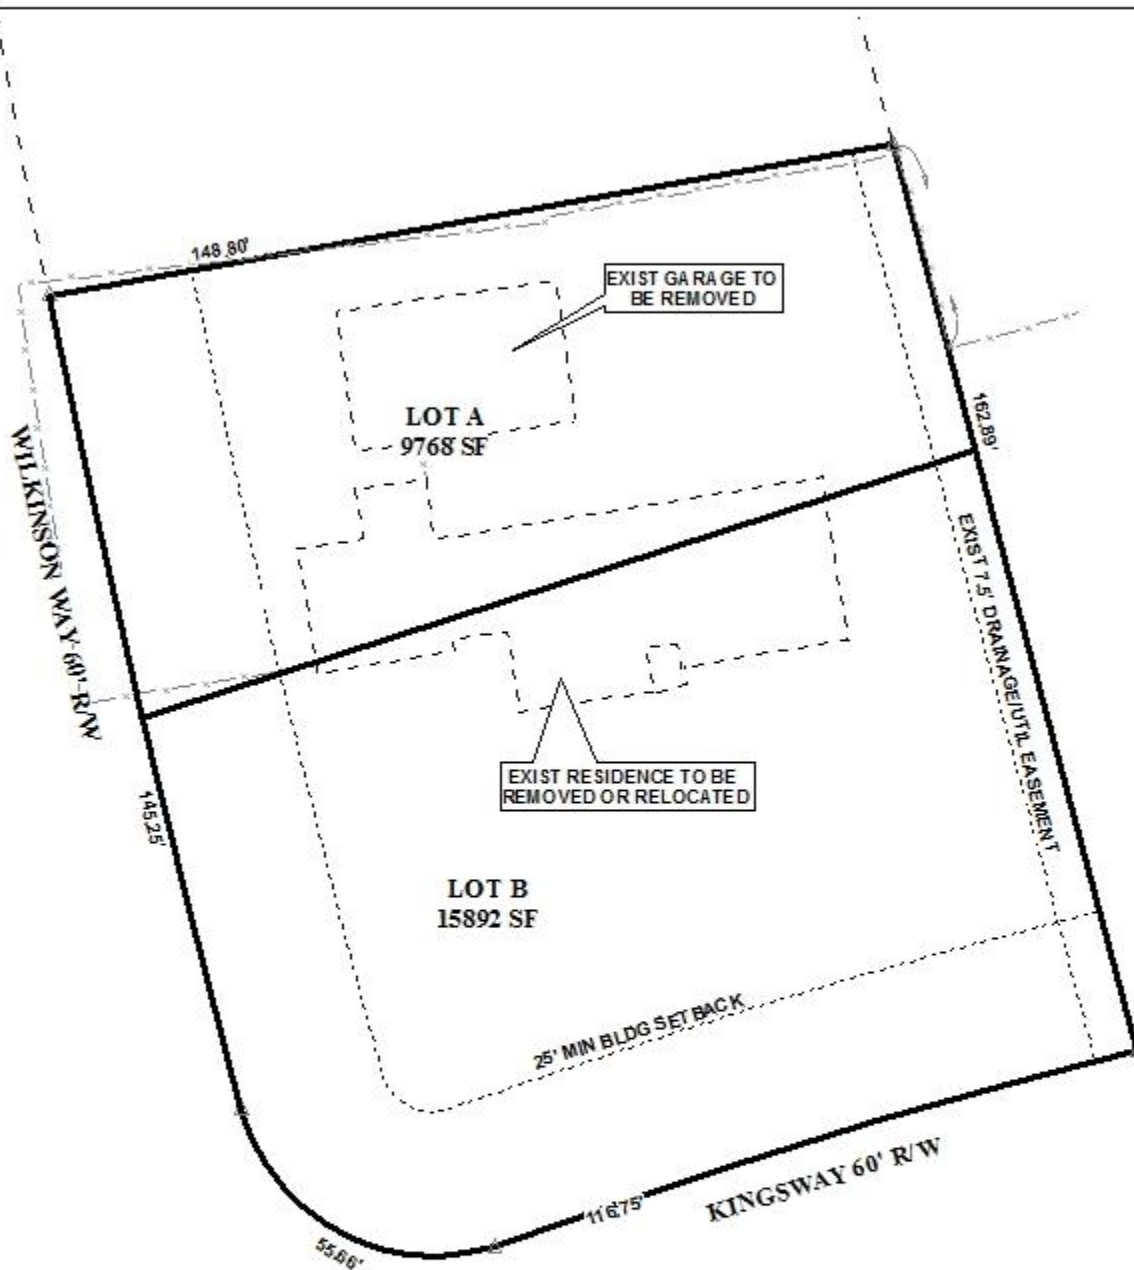 148.80'
EXIST GARAGE TO
BE REMOVED
LOT A
9768 SF
162.89'
WILKINSON WAY 60' R/W
EXIST 7.5' DRAINAGE/UTIL EASEMENT
EXIST RESIDENCE TO BE
REMOVED OR RELOCATED
145.25'
LOT B
15892 SF
25' MIN BLDG SETBACK
116.75'
KINGSWAY 60' R/W
55.66'